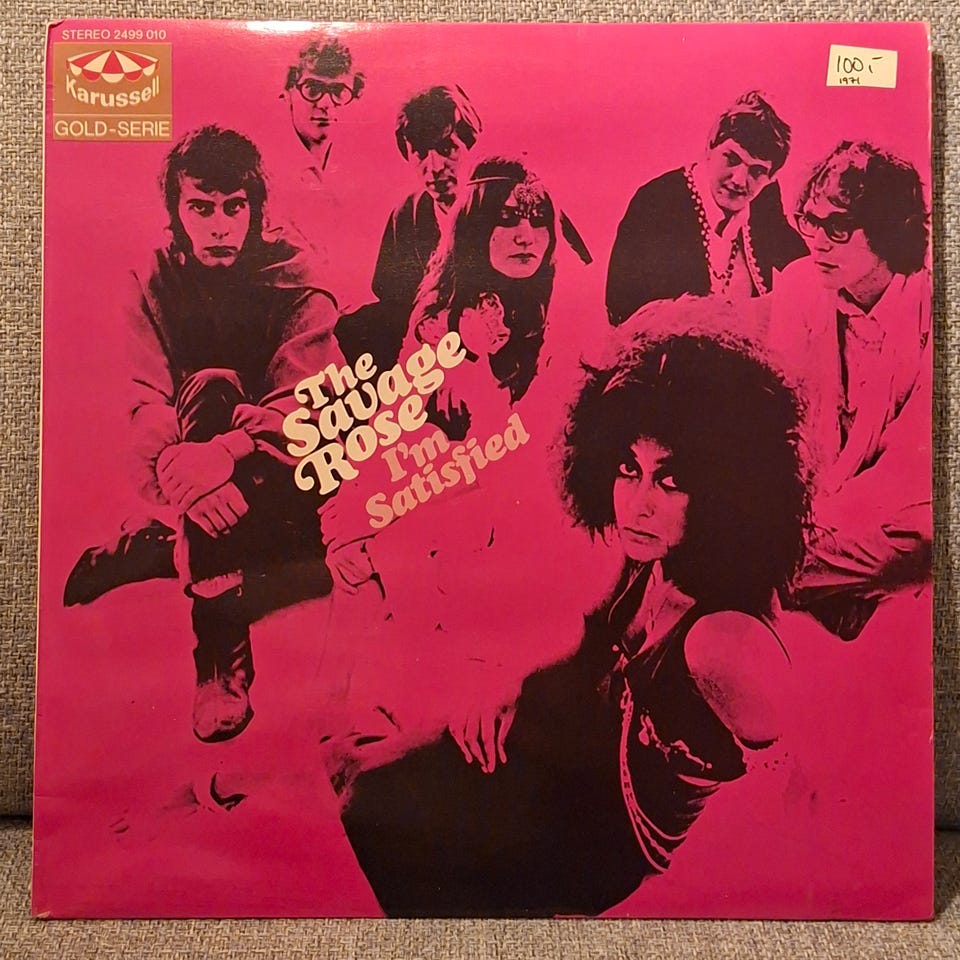 STEREO 2499 010
Karussell
GOLD-SERIE
100,-
1971
The
Savage
Rose
I'm
Satisfied